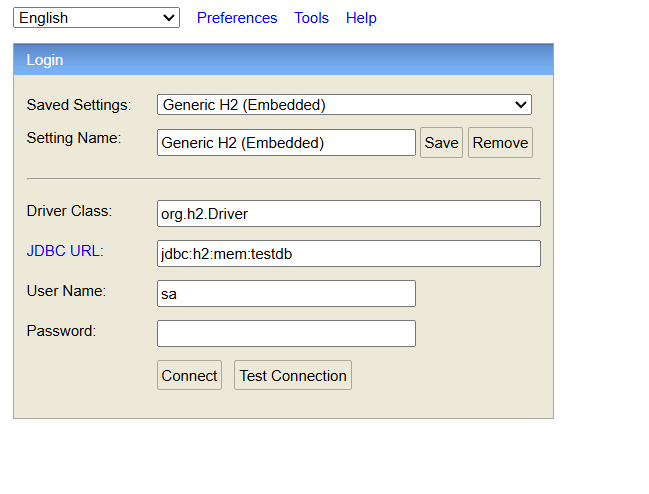 English Preferences Tools Help
Login
Saved Settings: Generic H2 (Embedded)
Setting Name: Generic H2 (Embedded) Save Remove
Driver Class: org.h2.Driver
JDBC URL: jdbc:h2:mem:testdb
User Name: sa
Password:
Connect Test Connection